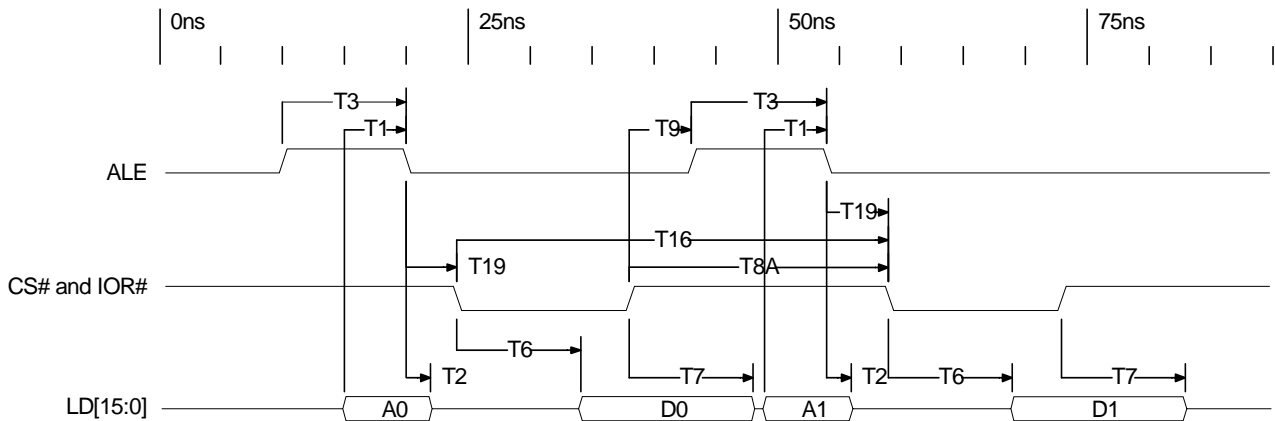 0ns 25ns 50ns 75ns
T3 T3
T1 T9 T1
ALE
T19
T16
T19 T8A
CS# and IOR#
T6
T2 T7 T2 T6 T7
LD[15:0] A0 D0 A1 D1